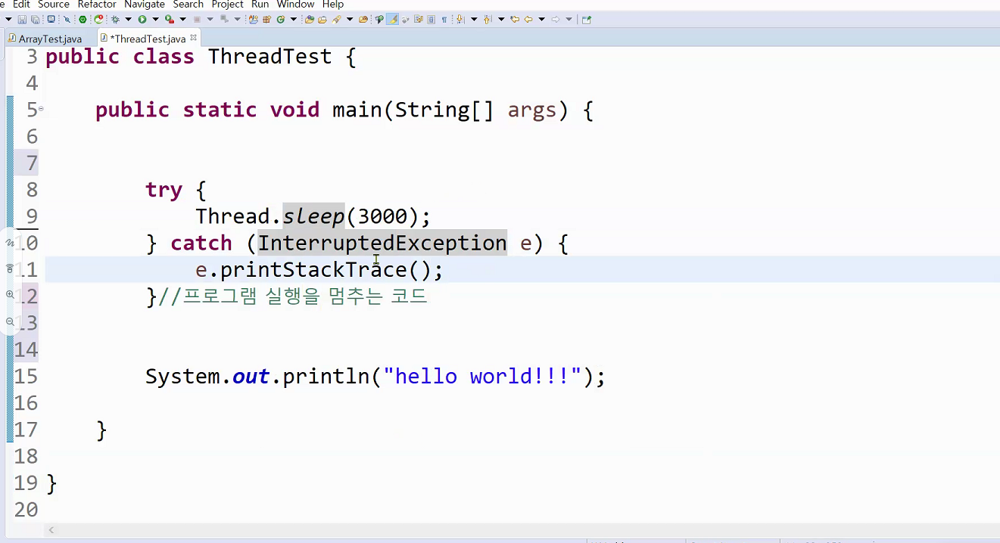 Edit Source Refactor Navigate Search Project Run Window Help
ArrayTest.java *ThreadTest.java
3 public class ThreadTest {
4
5 public static void main(String[] args) {
6
7
8 try {
9 Thread.sleep(3000);
10 } catch (InterruptedException e) {
11 e.printStackTrace();
12 }//프로그램 실행을 멈추는 코드
13
14
15 System.out.println("hello world!!!");
16
17 }
18
19 }
20